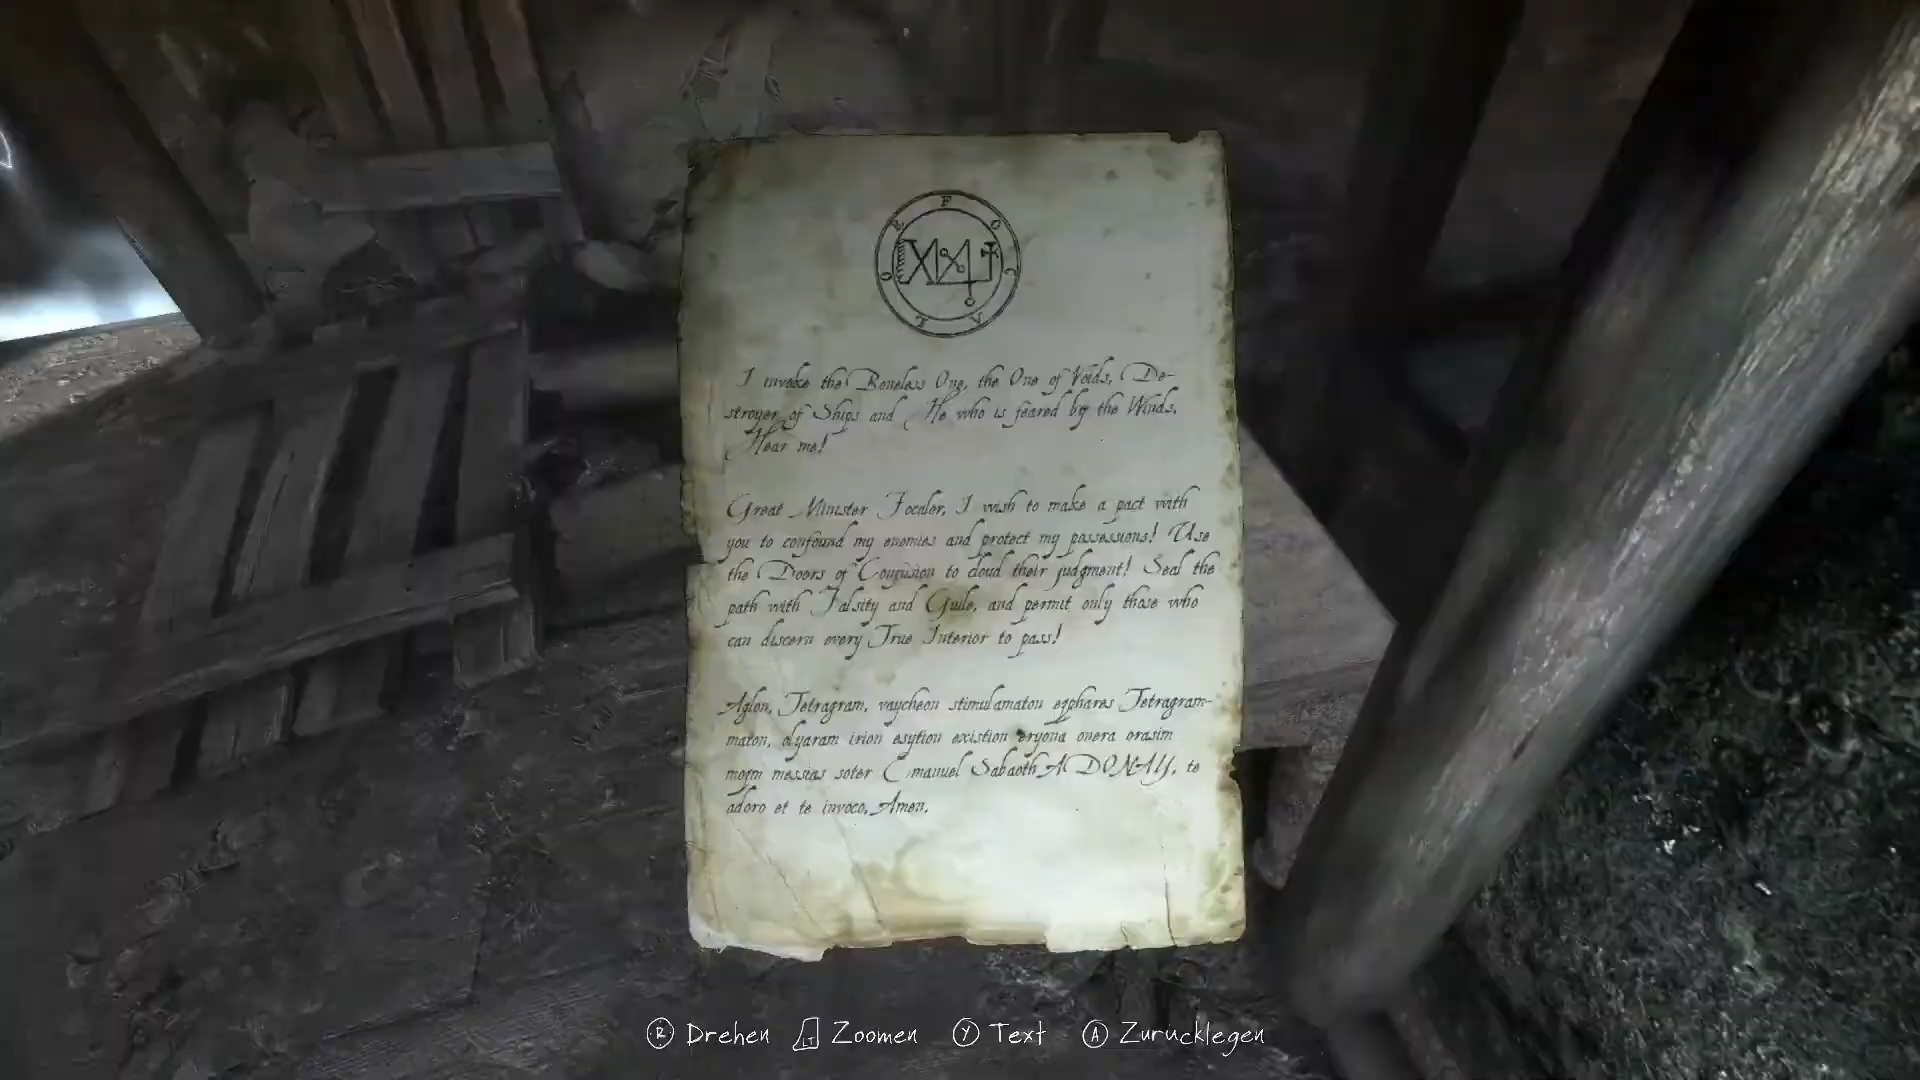 F O C A L O R
I invoke the Boneless One, the One of Voids, De-
stroyer of Ships and He who is feared by the Winds.
Hear me!
Great Minister Focalor, I wish to make a pact with
you to confound my enemies and protect my possessions! Use
the Doors of Confusion to cloud their judgment! Seal the
path with Falsity and Guile, and permit only those who
can discern every True Interior to pass!
Aglon, Tetragram, vaycheon stimulamaton ezphares Tetragram-
maton, olyaram irion esytion existion eryona onera orasim
mozm messias soter Emanuel Sabaoth ADONAY, te
adoro et te invoco. Amen.
R Drehen LT Zoomen Y Text A Zurücklegen